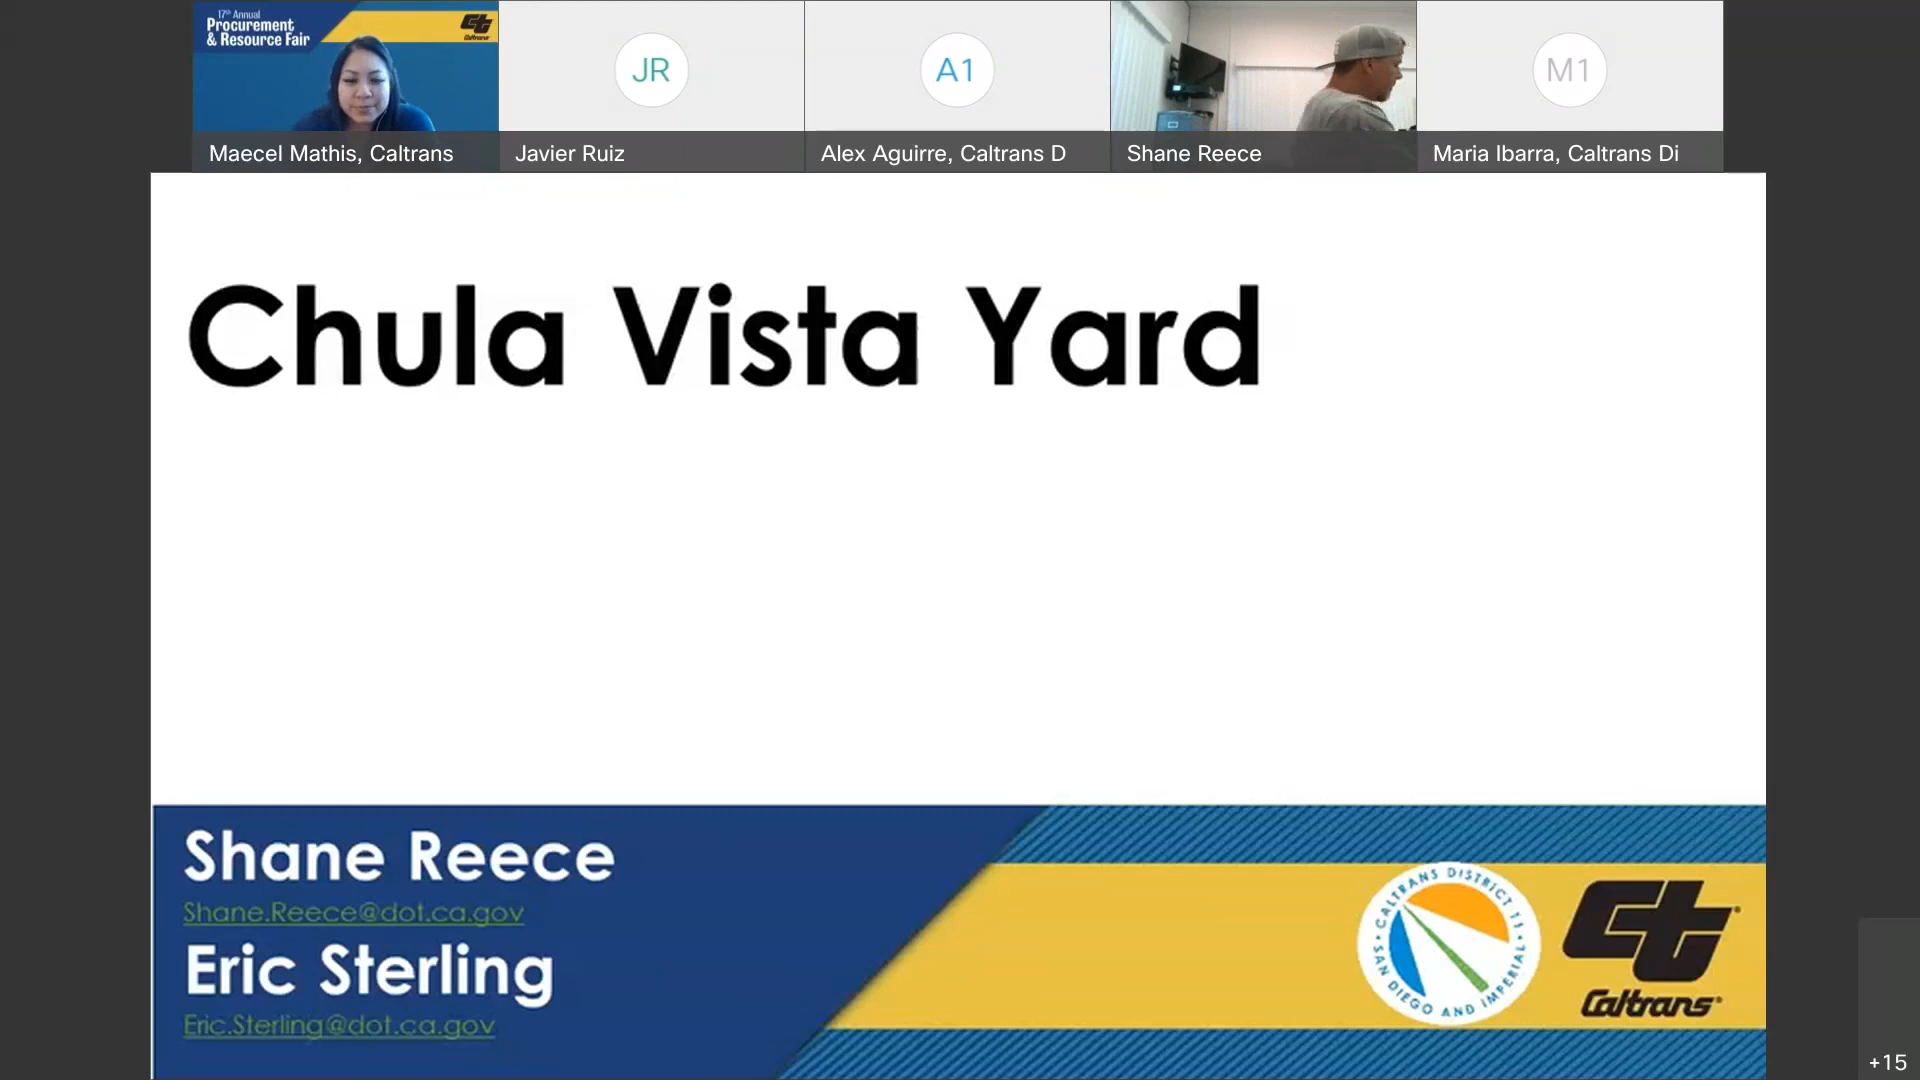 17th Annual
Procurement
& Resource Fair
Ct
Caltrans
JR
A1
M1
Maecel Mathis, Caltrans
Javier Ruiz
Alex Aguirre, Caltrans D
Shane Reece
Maria Ibarra, Caltrans Di
Chula Vista Yard
Shane Reece
Shane.Reece@dot.ca.gov
Eric Sterling
Eric.Sterling@dot.ca.gov
CALTRANS DISTRICT 11
SAN DIEGO AND IMPERIAL
Ct
Caltrans®
+15